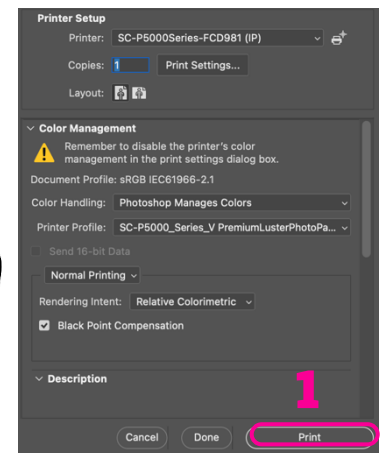 Printer Setup
Printer: SC-P5000Series-FCD981 (IP)
Copies: 1 Print Settings...
Layout:
Color Management
Remember to disable the printer's color
management in the print settings dialog box.
Document Profile: sRGB IEC61966-2.1
Color Handling: Photoshop Manages Colors
Printer Profile: SC-P5000_Series_V PremiumLusterPhotoPa...
Send 16-bit Data
Normal Printing
Rendering Intent: Relative Colorimetric
Black Point Compensation
Description
1
Cancel Done Print